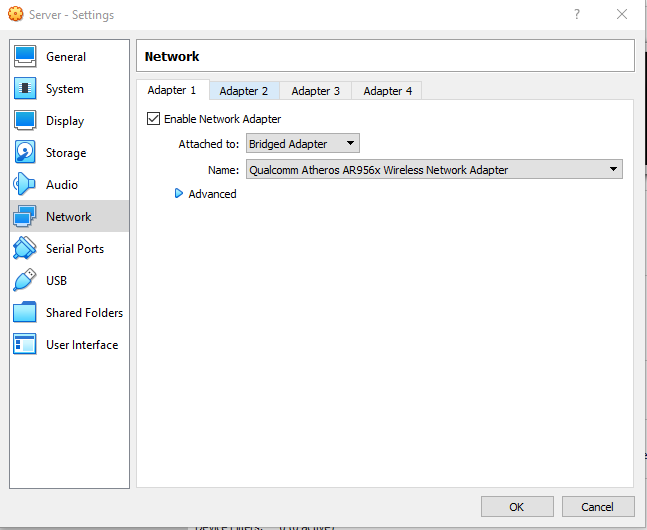 Server - Settings
?
General
System
Display
Storage
Audio
Network
Serial Ports
USB
Shared Folders
User Interface
Network
Adapter 1 Adapter 2 Adapter 3 Adapter 4
Enable Network Adapter
Attached to: Bridged Adapter
Name: Qualcomm Atheros AR956x Wireless Network Adapter
Advanced
OK Cancel